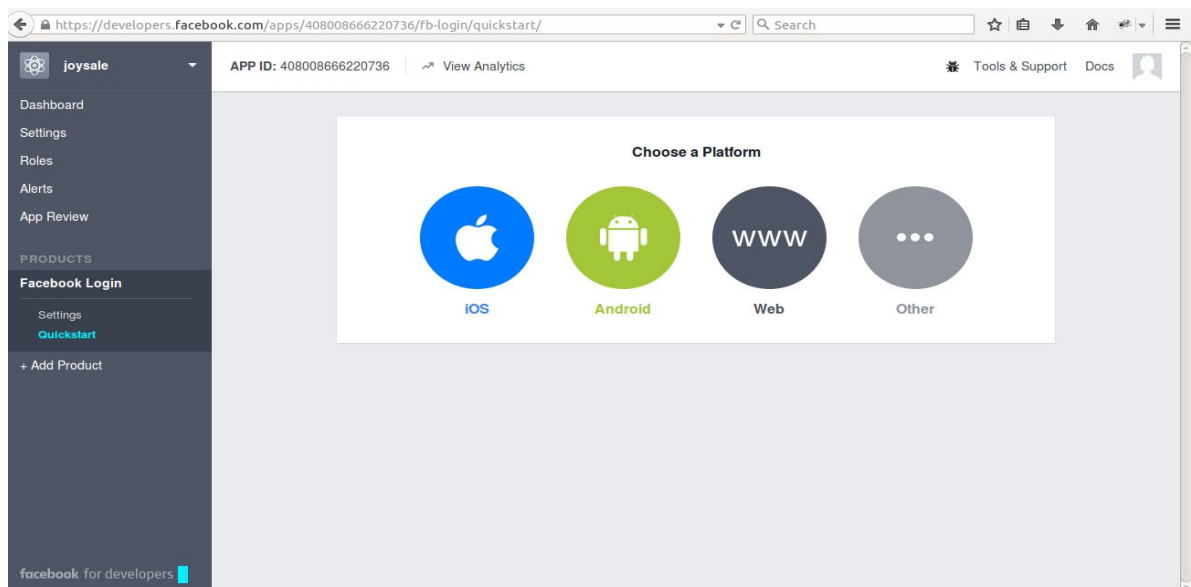 https://developers.facebook.com/apps/408008666220736/fb-login/quickstart/
Search
joysale
APP ID: 408008666220736
View Analytics
Tools & Support
Docs
Dashboard
Settings
Roles
Alerts
App Review
PRODUCTS
Facebook Login
Settings
Quickstart
+ Add Product
Choose a Platform
www
iOS
Android
Web
Other
facebook for developers